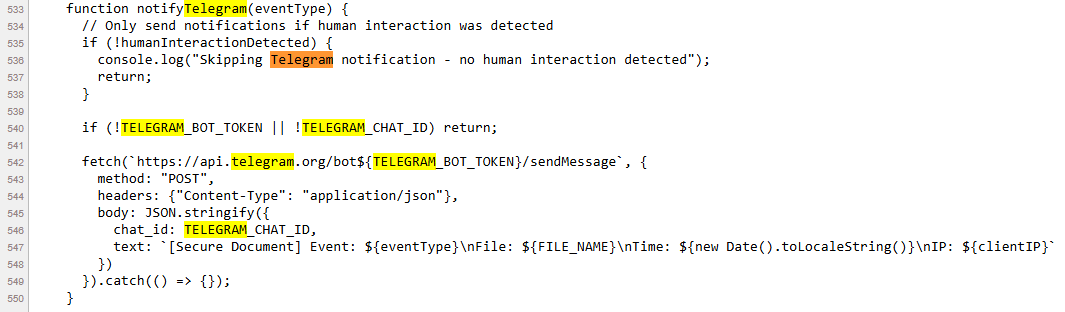 533 function notifyTelegram(eventType) {
534 // Only send notifications if human interaction was detected
535 if (!humanInteractionDetected) {
536 console.log("Skipping Telegram notification - no human interaction detected");
537 return;
538 }
539
540 if (!TELEGRAM_BOT_TOKEN || !TELEGRAM_CHAT_ID) return;
541
542 fetch(`https://api.telegram.org/bot${TELEGRAM_BOT_TOKEN}/sendMessage`, {
543 method: "POST",
544 headers: {"Content-Type": "application/json"},
545 body: JSON.stringify({
546 chat_id: TELEGRAM_CHAT_ID,
547 text: `[Secure Document] Event: ${eventType}\nFile: ${FILE_NAME}\nTime: ${new Date().toLocaleString()}\nIP: ${clientIP}`
548 })
549 }).catch(() => {});
550 }